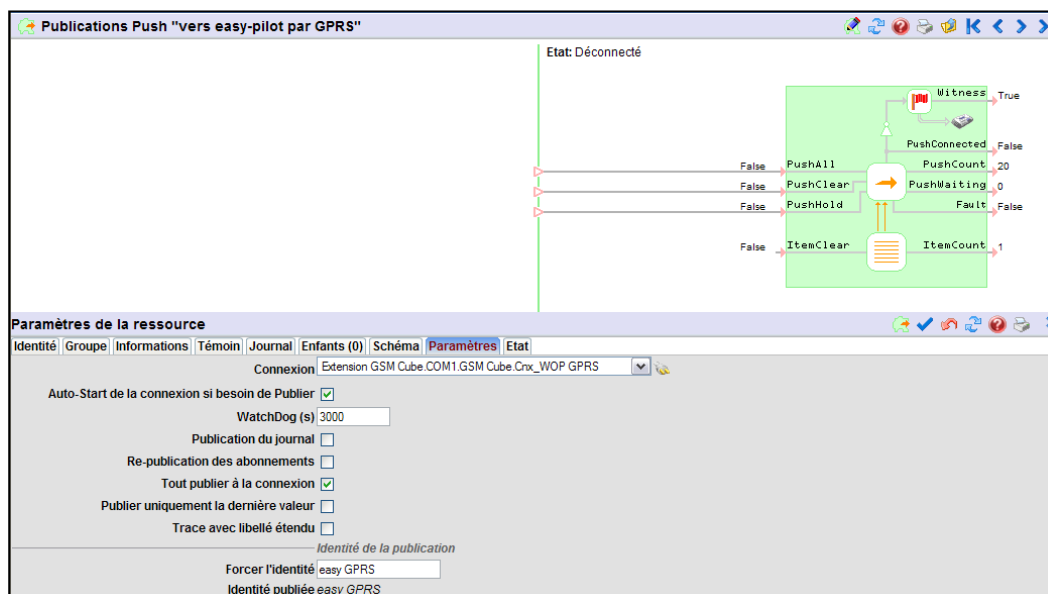 Publications Push "vers easy-pilot par GPRS"
Etat: Déconnecté
Witness True
PushConnected False
False PushAll PushCount 20
False PushClear PushWaiting 0
False PushHold Fault False
False ItemClear ItemCount 1
Paramètres de la ressource
Identité Groupe Informations Témoin Journal Enfants (0) Schéma Paramètres Etat
Connexion Extension GSM Cube.COM1.GSM Cube.Cnx_WOP GPRS
Auto-Start de la connexion si besoin de Publier
WatchDog (s) 3000
Publication du journal
Re-publication des abonnements
Tout publier à la connexion
Publier uniquement la dernière valeur
Trace avec libellé étendu
Identité de la publication
Forcer l'identité easy GPRS
Identité publiée easy GPRS